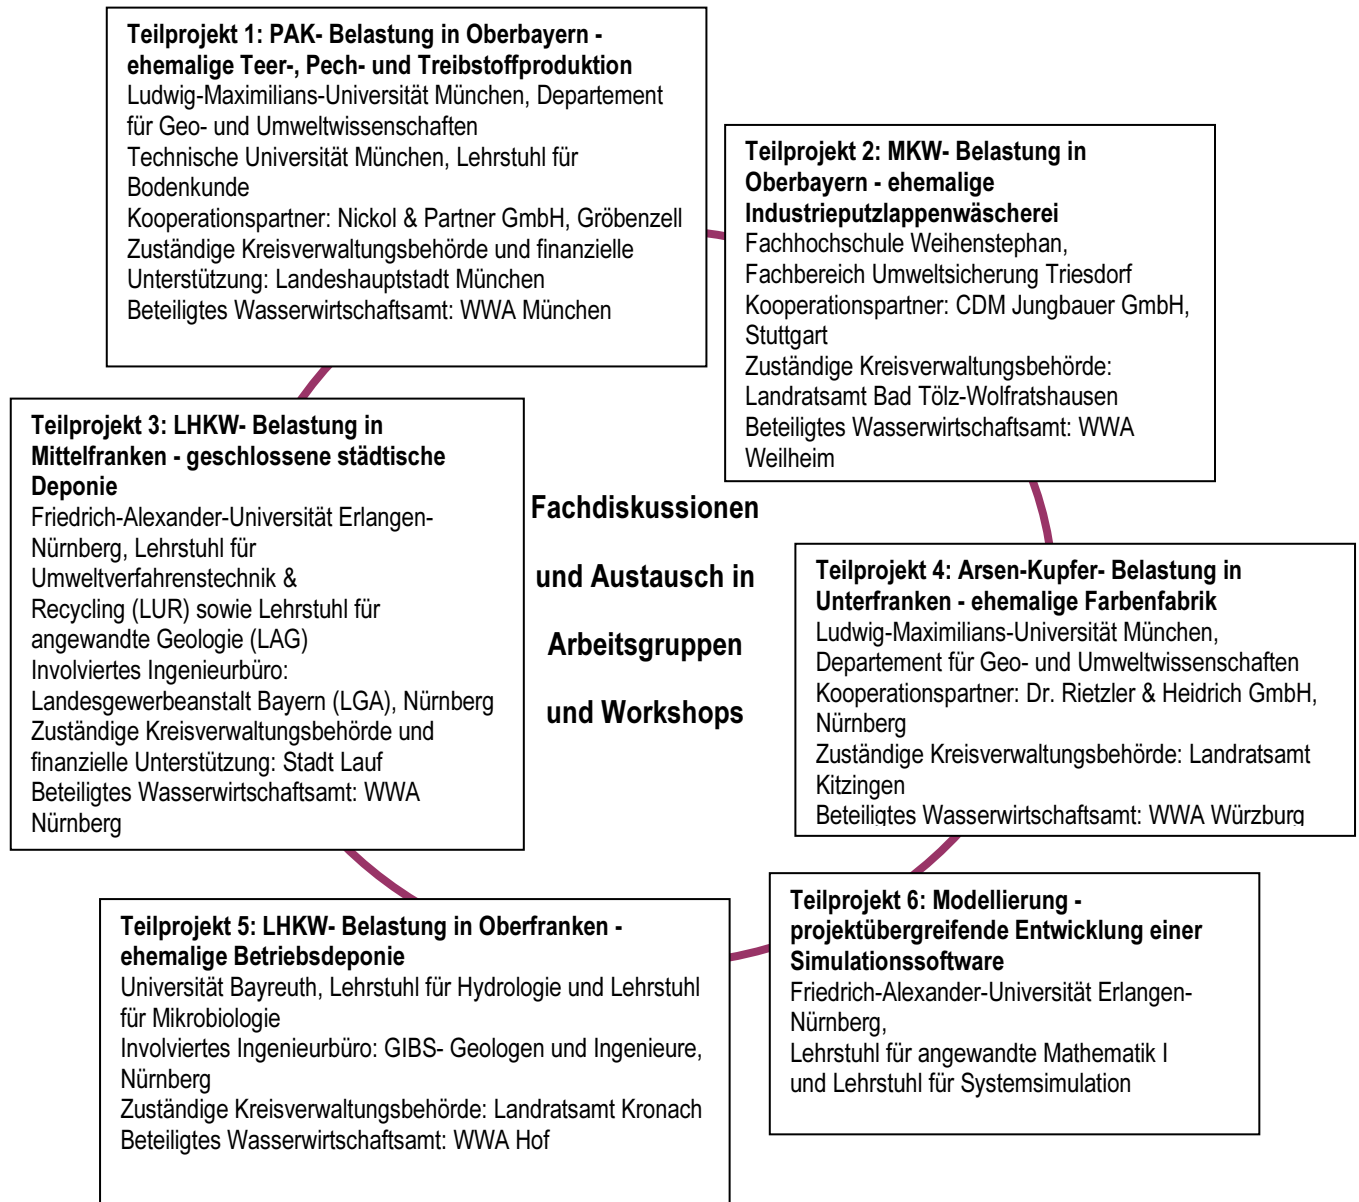 Teilprojekt 1: PAK- Belastung in Oberbayern -
ehemalige Teer-, Pech- und Treibstoffproduktion
Ludwig-Maximilians-Universität München, Departement
für Geo- und Umweltwissenschaften
Technische Universität München, Lehrstuhl für
Bodenkunde
Kooperationspartner: Nickol & Partner GmbH, Gröbenzell
Zuständige Kreisverwaltungsbehörde und finanzielle
Unterstützung: Landeshauptstadt München
Beteiligtes Wasserwirtschaftsamt: WWA München
Teilprojekt 2: MKW- Belastung in
Oberbayern - ehemalige
Industrieputzlappenwäscherei
Fachhochschule Weihenstephan,
Fachbereich Umweltsicherung Triesdorf
Kooperationspartner: CDM Jungbauer GmbH,
Stuttgart
Zuständige Kreisverwaltungsbehörde:
Landratsamt Bad Tölz-Wolfratshausen
Beteiligtes Wasserwirtschaftsamt: WWA
Weilheim
Teilprojekt 3: LHKW- Belastung in
Mittelfranken - geschlossene städtische
Deponie
Friedrich-Alexander-Universität Erlangen-
Nürnberg, Lehrstuhl für
Umweltverfahrenstechnik &
Recycling (LUR) sowie Lehrstuhl für
angewandte Geologie (LAG)
Involviertes Ingenieurbüro:
Landesgewerbeanstalt Bayern (LGA), Nürnberg
Zuständige Kreisverwaltungsbehörde und
finanzielle Unterstützung: Stadt Lauf
Beteiligtes Wasserwirtschaftsamt: WWA
Nürnberg
Fachdiskussionen
und Austausch in
Arbeitsgruppen
und Workshops
Teilprojekt 4: Arsen-Kupfer- Belastung in
Unterfranken - ehemalige Farbenfabrik
Ludwig-Maximilians-Universität München,
Departement für Geo- und Umweltwissenschaften
Kooperationspartner: Dr. Rietzler & Heidrich GmbH,
Nürnberg
Zuständige Kreisverwaltungsbehörde: Landratsamt
Kitzingen
Beteiligtes Wasserwirtschaftsamt: WWA Würzburg
Teilprojekt 5: LHKW- Belastung in Oberfranken -
ehemalige Betriebsdeponie
Universität Bayreuth, Lehrstuhl für Hydrologie und Lehrstuhl
für Mikrobiologie
Involviertes Ingenieurbüro: GIBS- Geologen und Ingenieure,
Nürnberg
Zuständige Kreisverwaltungsbehörde: Landratsamt Kronach
Beteiligtes Wasserwirtschaftsamt: WWA Hof
Teilprojekt 6: Modellierung -
projektübergreifende Entwicklung einer
Simulationssoftware
Friedrich-Alexander-Universität Erlangen-
Nürnberg,
Lehrstuhl für angewandte Mathematik I
und Lehrstuhl für Systemsimulation